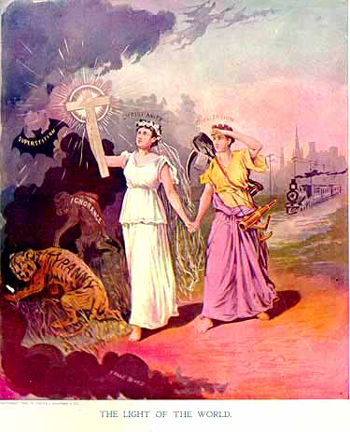 CHRISTIANITY
CIVILIZATION
SUPERSTITION
IGNORANCE
TYRANNY
THE LIGHT OF THE WORLD.